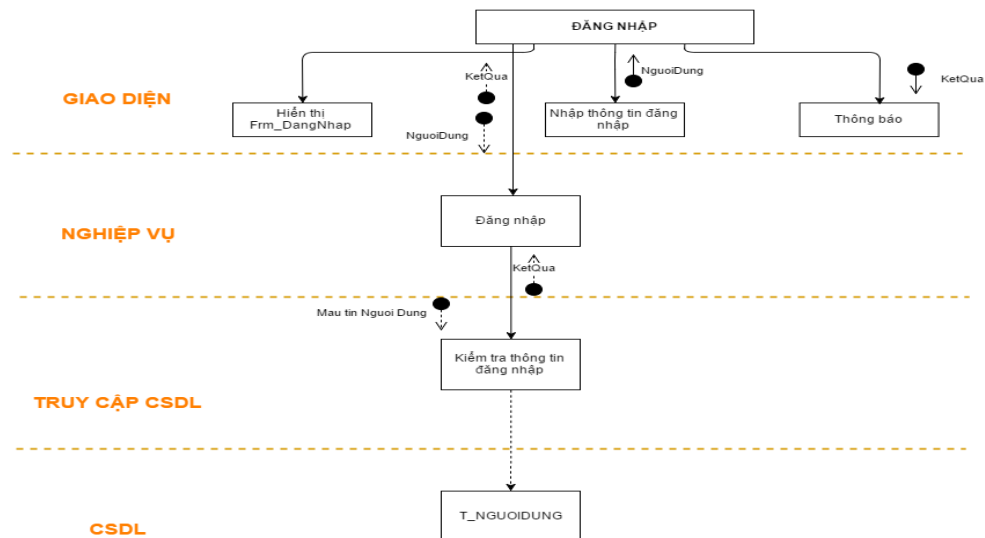 ĐĂNG NHẬP
KetQua
NguoiDung
KetQua
GIAO DIỆN
Hiển thị
Frm_DangNhap
Nhập thông tin đăng
nhập
Thông báo
NguoiDung
NGHIỆP VỤ
Đăng nhập
KetQua
Mau tin Nguoi Dung
Kiểm tra thông tin
đăng nhập
TRUY CẬP CSDL
T_NGUOIDUNG
CSDL